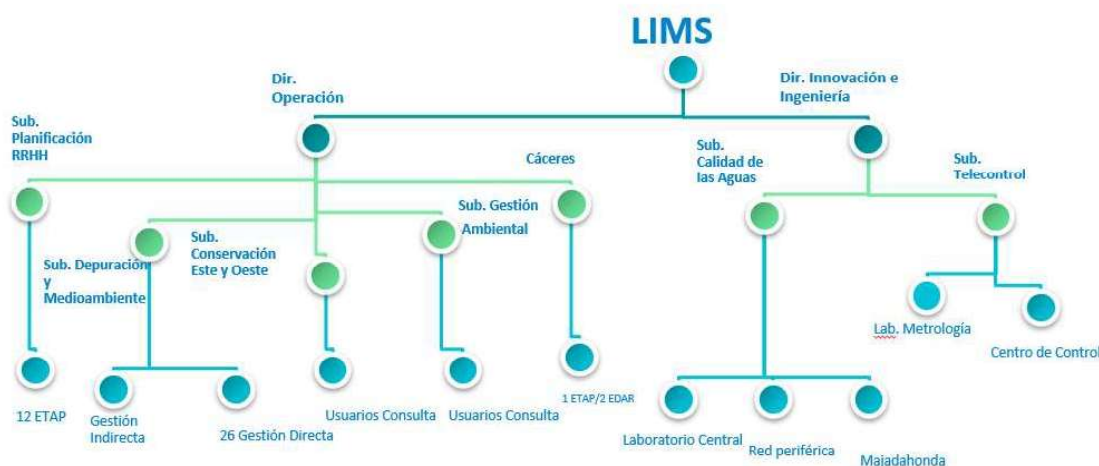 LIMS
Dir.
Operación
Dir. Innovación e
Ingeniería
Sub.
Planificación
RRHH
Cáceres
Sub.
Calidad de
las Aguas
Sub.
Telecontrol
Sub. Depuración
y
Medioambiente
Sub.
Conservación
Este y Oeste
Sub. Gestión
Ambiental
Lab. Metrología
Centro de Control
12 ETAP
Gestión
Indirecta
26 Gestión Directa
Usuarios Consulta
Usuarios Consulta
1 ETAP/2 EDAR
Laboratorio Central
Red periférica
Majadahonda